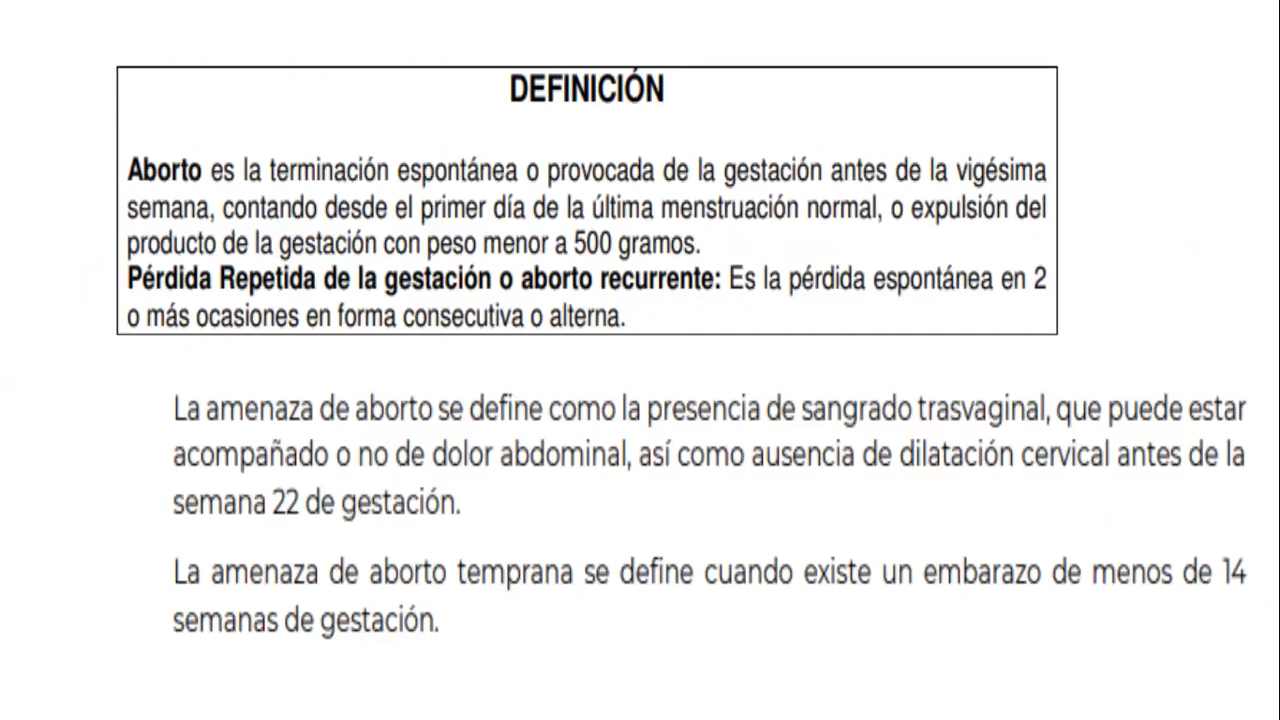 DEFINICIÓN
Aborto es la terminación espontánea o provocada de la gestación antes de la vigésima
semana, contando desde el primer día de la última menstruación normal, o expulsión del
producto de la gestación con peso menor a 500 gramos.
Pérdida Repetida de la gestación o aborto recurrente: Es la pérdida espontánea en 2
o más ocasiones en forma consecutiva o alterna.
La amenaza de aborto se define como la presencia de sangrado trasvaginal, que puede estar
acompañado o no de dolor abdominal, así como ausencia de dilatación cervical antes de la
semana 22 de gestación.
La amenaza de aborto temprana se define cuando existe un embarazo de menos de 14
semanas de gestación.